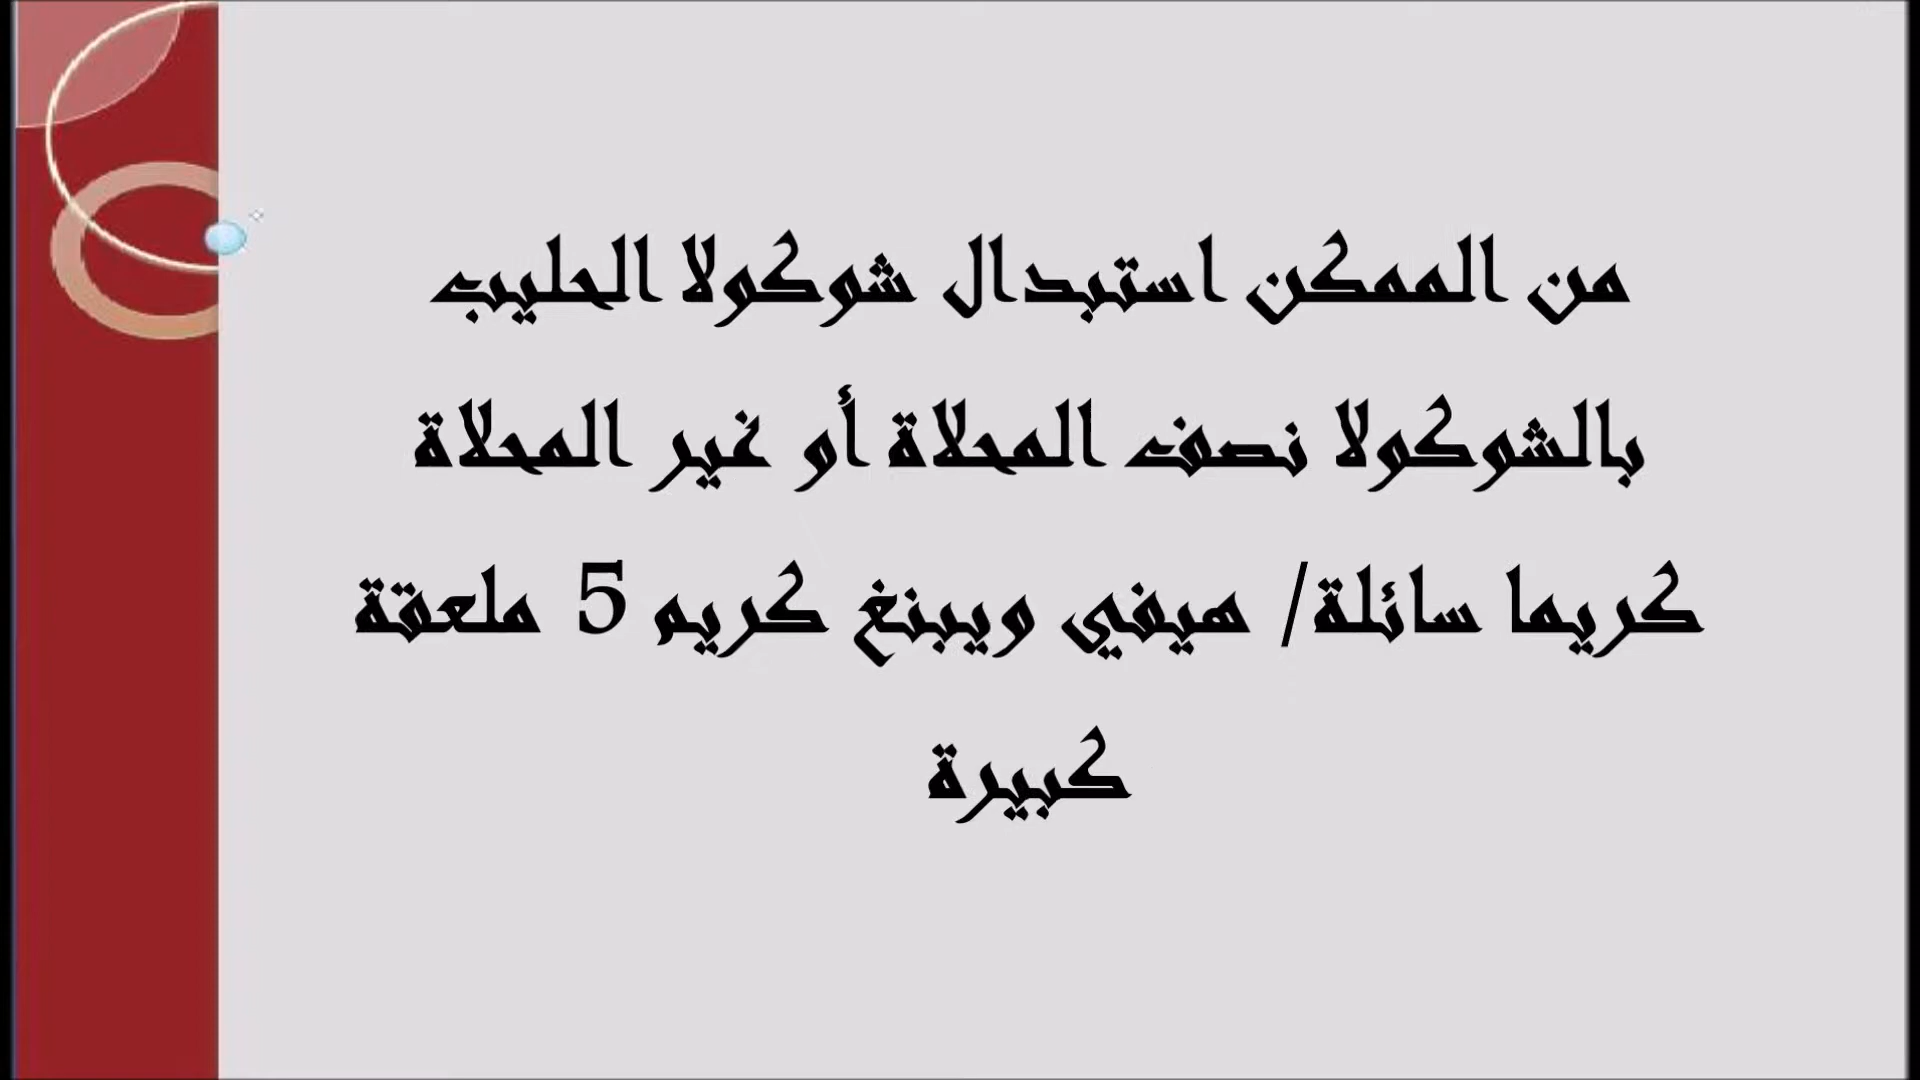 من الممكن استبدال شوكولا الحليب
بالشوكولا نصف المحلاة أو غير المحلاة
كريما سائلة/ هيفي ويبنغ كريم 5 ملعقة
كبيرة